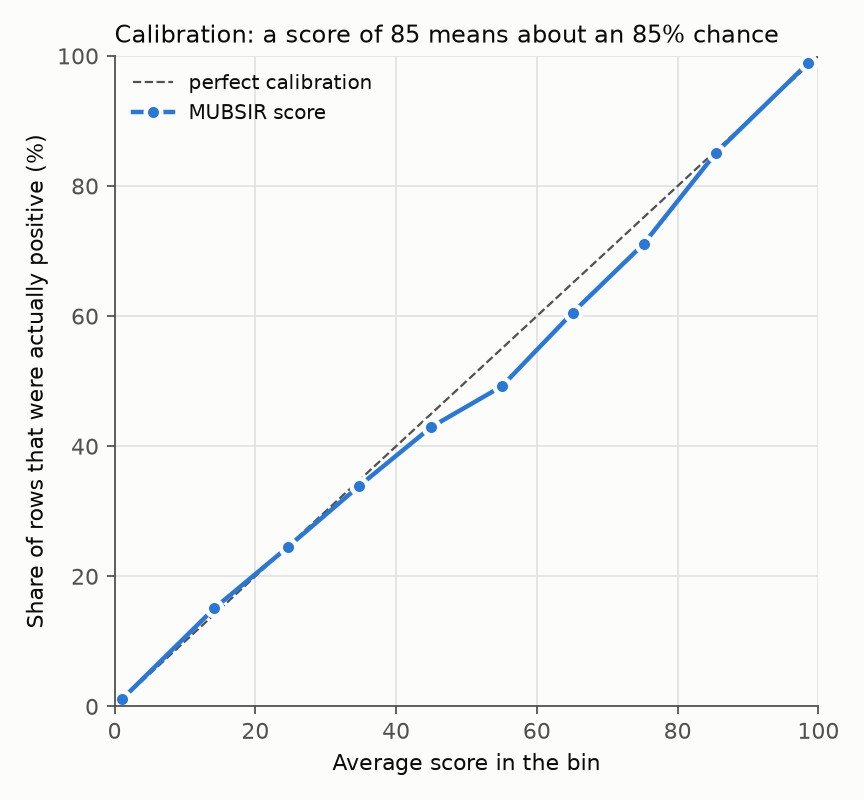 Calibration: a score of 85 means about an 85% chance
perfect calibration
MUBSIR score
Share of rows that were actually positive (%)
100
80
60
40
20
0
0 20 40 60 80 100
Average score in the bin